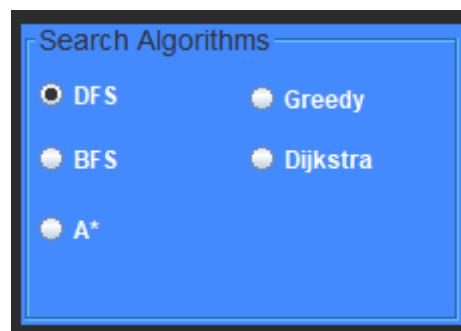 Search Algorithms
DFS
Greedy
BFS
Dijkstra
A*